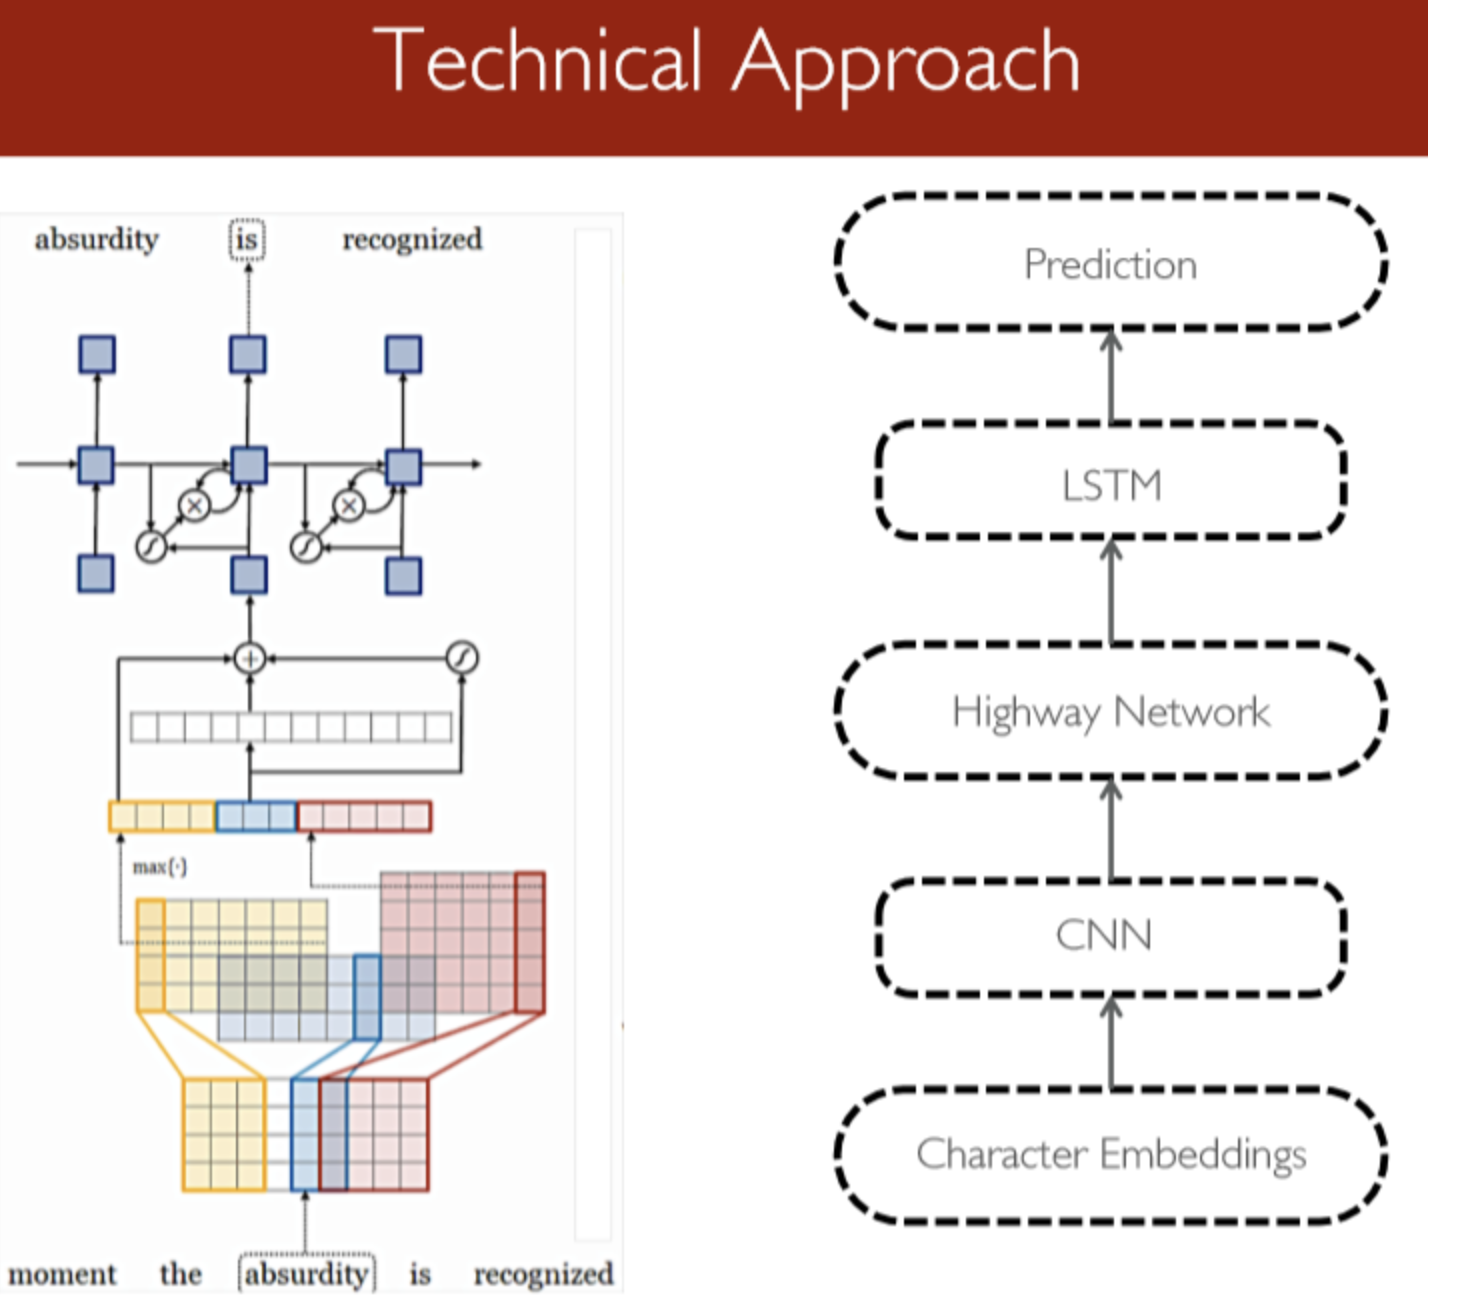 Technical Approach
absurdity is recognized
max{·}
moment the absurdity is recognized
Prediction
LSTM
Highway Network
CNN
Character Embeddings